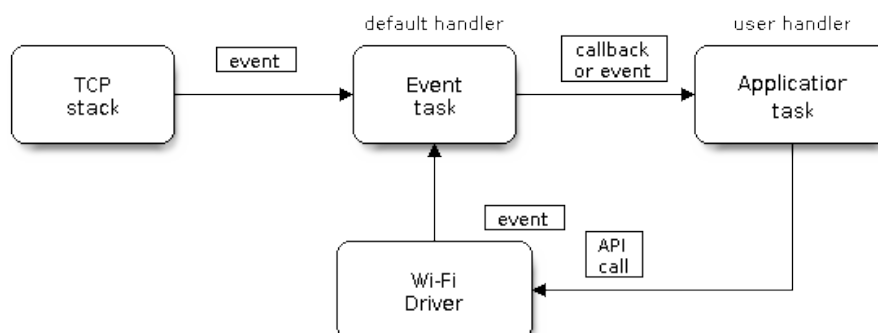 default handler
user handler
event
callback
or event
TCP
stack
Event
task
Application
task
event
API
call
Wi-Fi
Driver